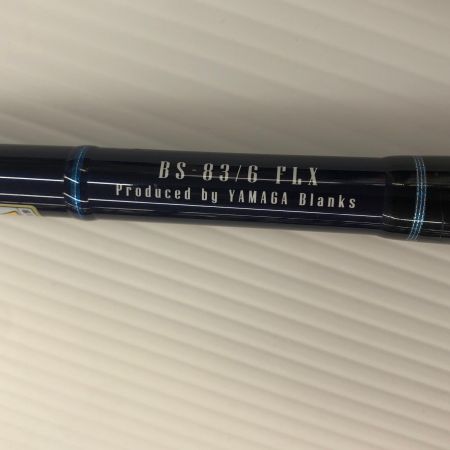 BS-83/6 FLX
Produced by YAMAGA Blanks